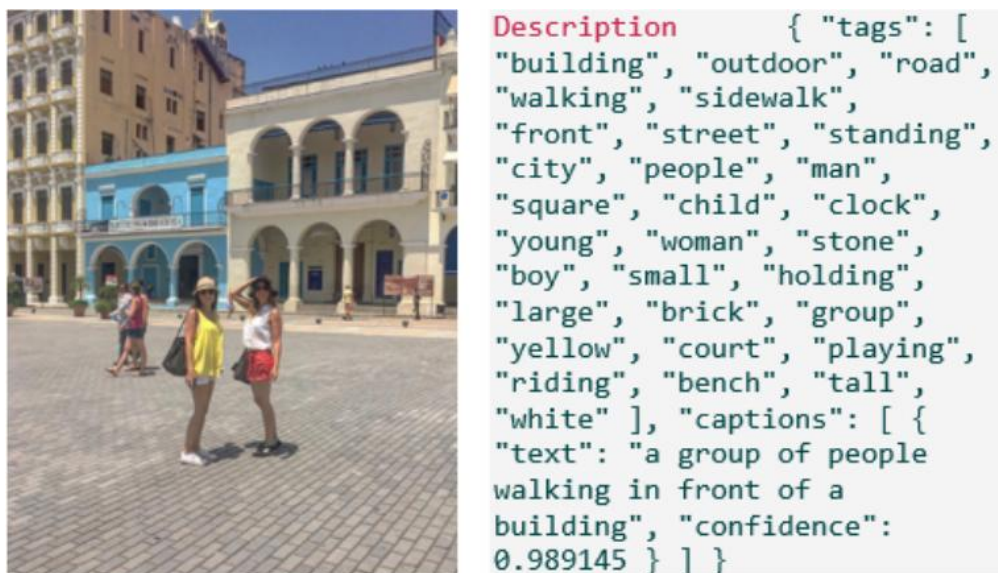 Description { "tags": [
"building", "outdoor", "road",
"walking", "sidewalk",
"front", "street", "standing",
"city", "people", "man",
"square", "child", "clock",
"young", "woman", "stone",
"boy", "small", "holding",
"large", "brick", "group",
"yellow", "court", "playing",
"riding", "bench", "tall",
"white" ], "captions": [ {
"text": "a group of people
walking in front of a
building", "confidence":
0.989145 } ] }